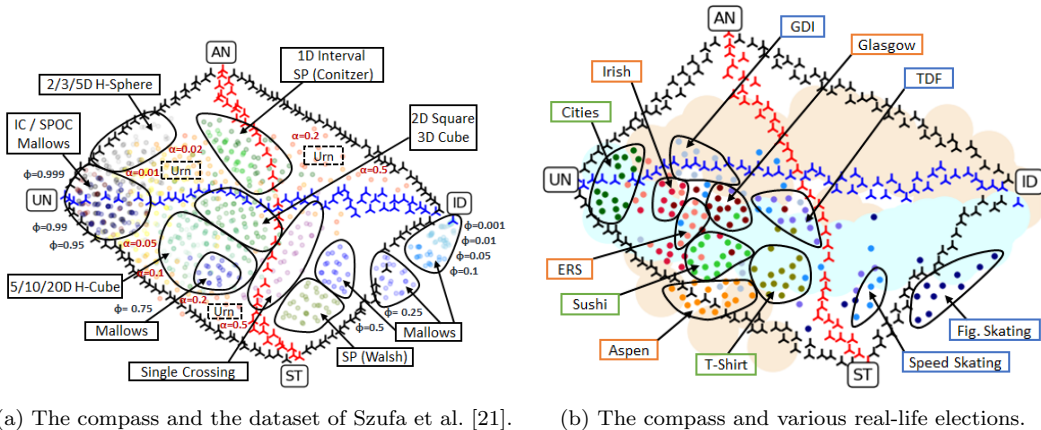 AN
1D Interval
SP (Conitzer)
2/3/5D H-Sphere
2D Square
3D Cube
IC / SPOC
Mallows
α=0.2
α=0.02
Urn
Urn
α=0.01
α=0.5
ϕ=0.999
UN
ID
ϕ=0.001
ϕ=0.99
ϕ=0.01
ϕ=0.95
α=0.05
ϕ=0.05
α=0.1
ϕ=0.1
5/10/20D H-Cube
ϕ= 0.75
α=0.2
Urn
ϕ= 0.25
Mallows
α=0.5
ϕ=0.5
Mallows
SP (Walsh)
Single Crossing
ST
(a) The compass and the dataset of Szufa et al. [21].
AN
GDI
Glasgow
Irish
TDF
Cities
UN
ID
ERS
Sushi
Aspen
T-Shirt
Fig. Skating
Speed Skating
ST
(b) The compass and various real-life elections.